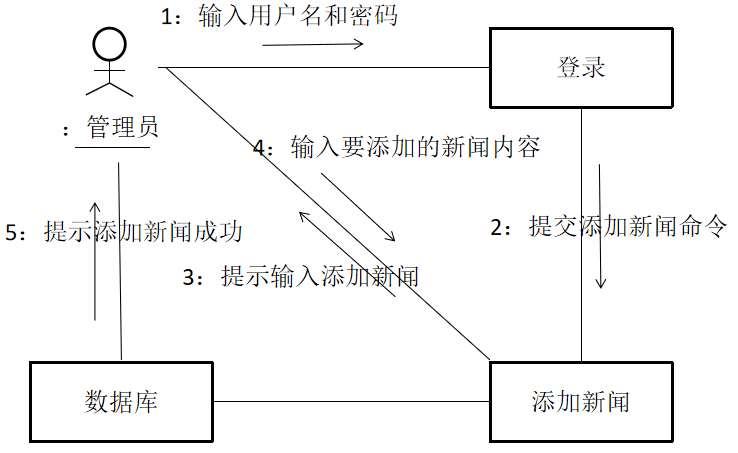 1：输入用户名和密码
登录
：管理员
4：输入要添加的新闻内容
2：提交添加新闻命令
5：提示添加新闻成功
3：提示输入添加新闻
数据库
添加新闻